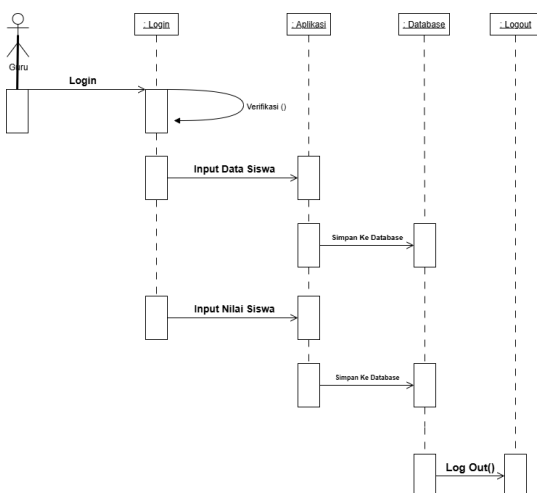 : Login
: Aplikasi
: Database
: Logout
Guru
Login
Verifikasi ()
Input Data Siswa
Simpan Ke Database
Input Nilai Siswa
Simpan Ke Database
Log Out()